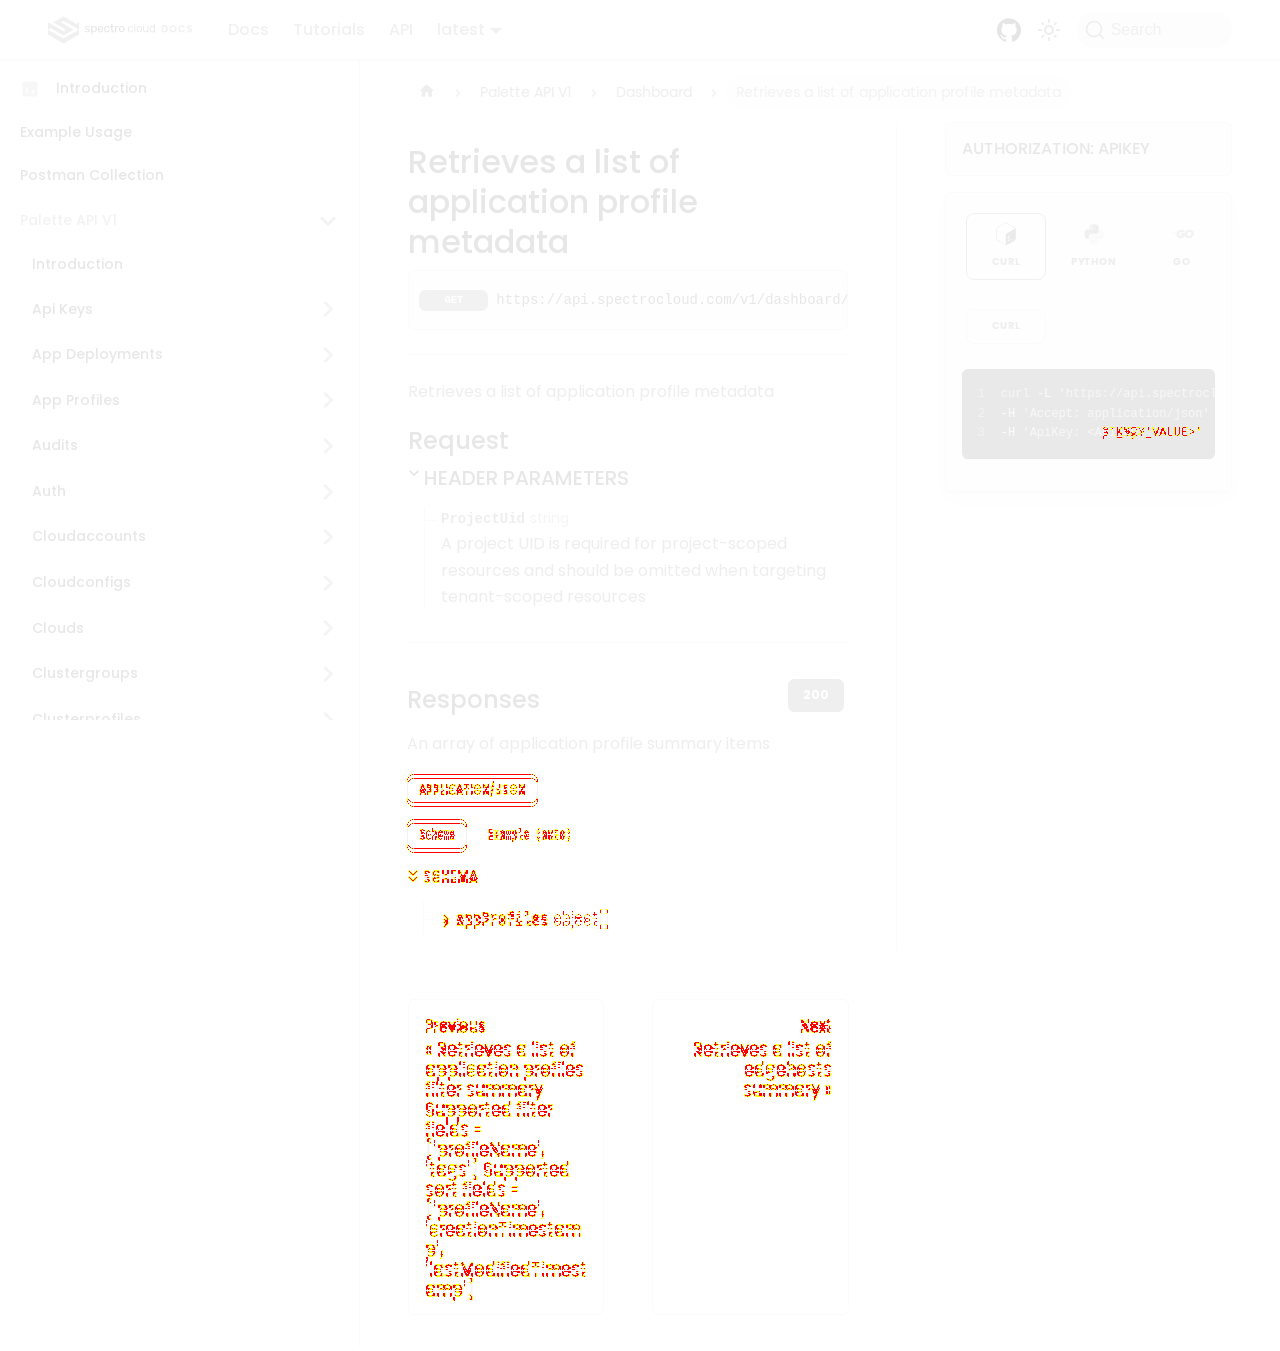 spectro cloud DOCS
Docs
Tutorials
API
latest
Search
Introduction
Example Usage
Postman Collection
Palette API V1
Introduction
Api Keys
App Deployments
App Profiles
Audits
Auth
Cloudaccounts
Cloudconfigs
Clouds
Clustergroups
Clusterprofiles
Palette API V1
Dashboard
Retrieves a list of application profile metadata
Retrieves a list of
application profile
metadata
GET https://api.spectrocloud.com/v1/dashboard/
Retrieves a list of application profile metadata
Request
HEADER PARAMETERS
ProjectUid string
A project UID is required for project-scoped
resources and should be omitted when targeting
tenant-scoped resources
Responses
200
An array of application profile summary items
APPLICATION/JSON
Schema
Example (auto)
SCHEMA
appProfiles object[]
Previous
« Retrieves a list of
application profiles
filter summary
Supported filter
fields =
['profileName',
'tags'], Supported
sort fields =
['profileName',
'creationTimestam
p',
'lastModifiedTimest
amp']
Next
Retrieves a list of
edgehosts
summary »
AUTHORIZATION: APIKEY
CURL
PYTHON
-GO
GO
CURL
1 curl -L 'https://api.spectrocl
2 -H 'Accept: application/json'
3 -H 'ApiKey: